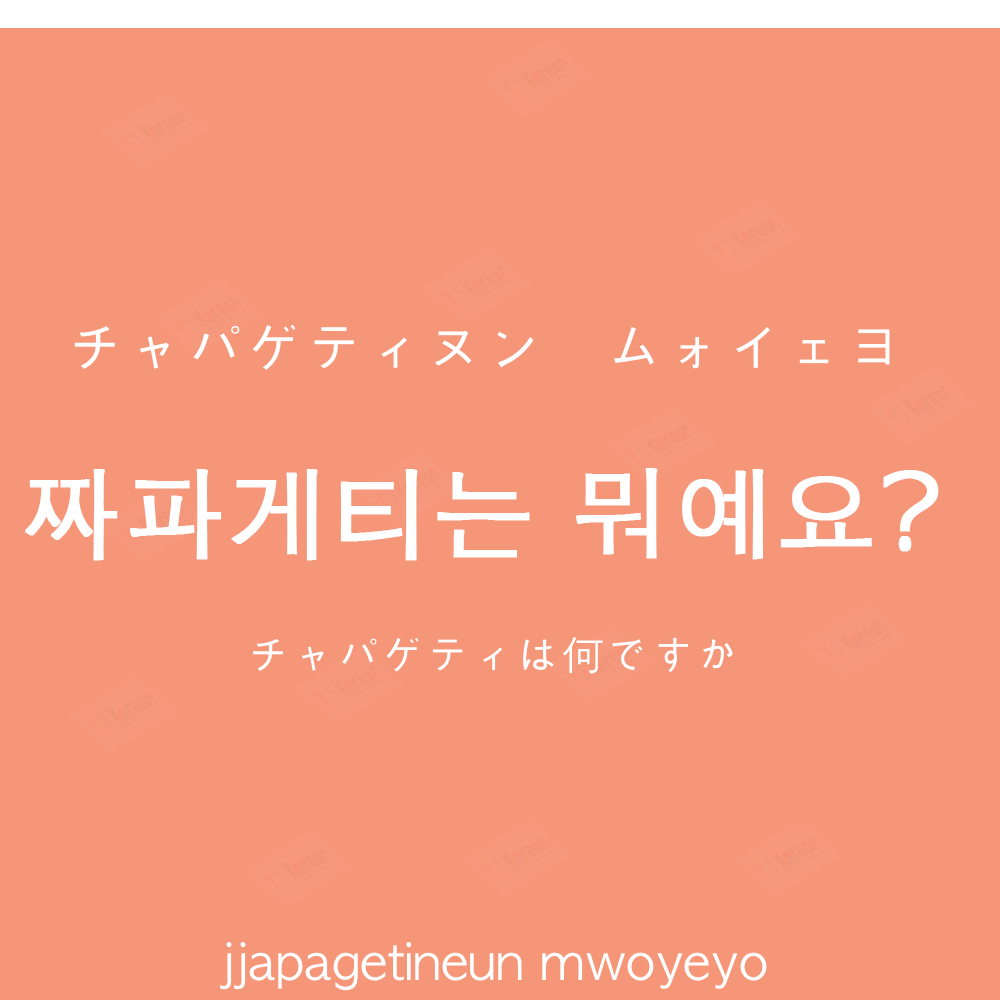 チャパゲティヌン　ムォイェヨ
짜파게티는 뭐예요?
チャパゲティは何ですか
jjapagetineun mwoyeyo